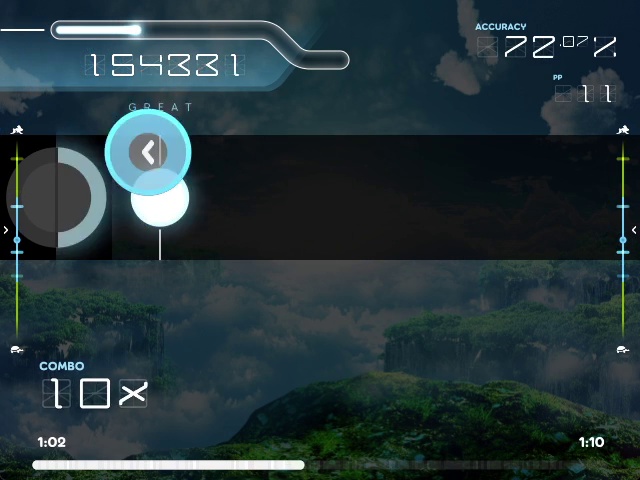 ACCURACY
72.07%
154331
PP
11
GREAT
COMBO
10x
1:02
1:10